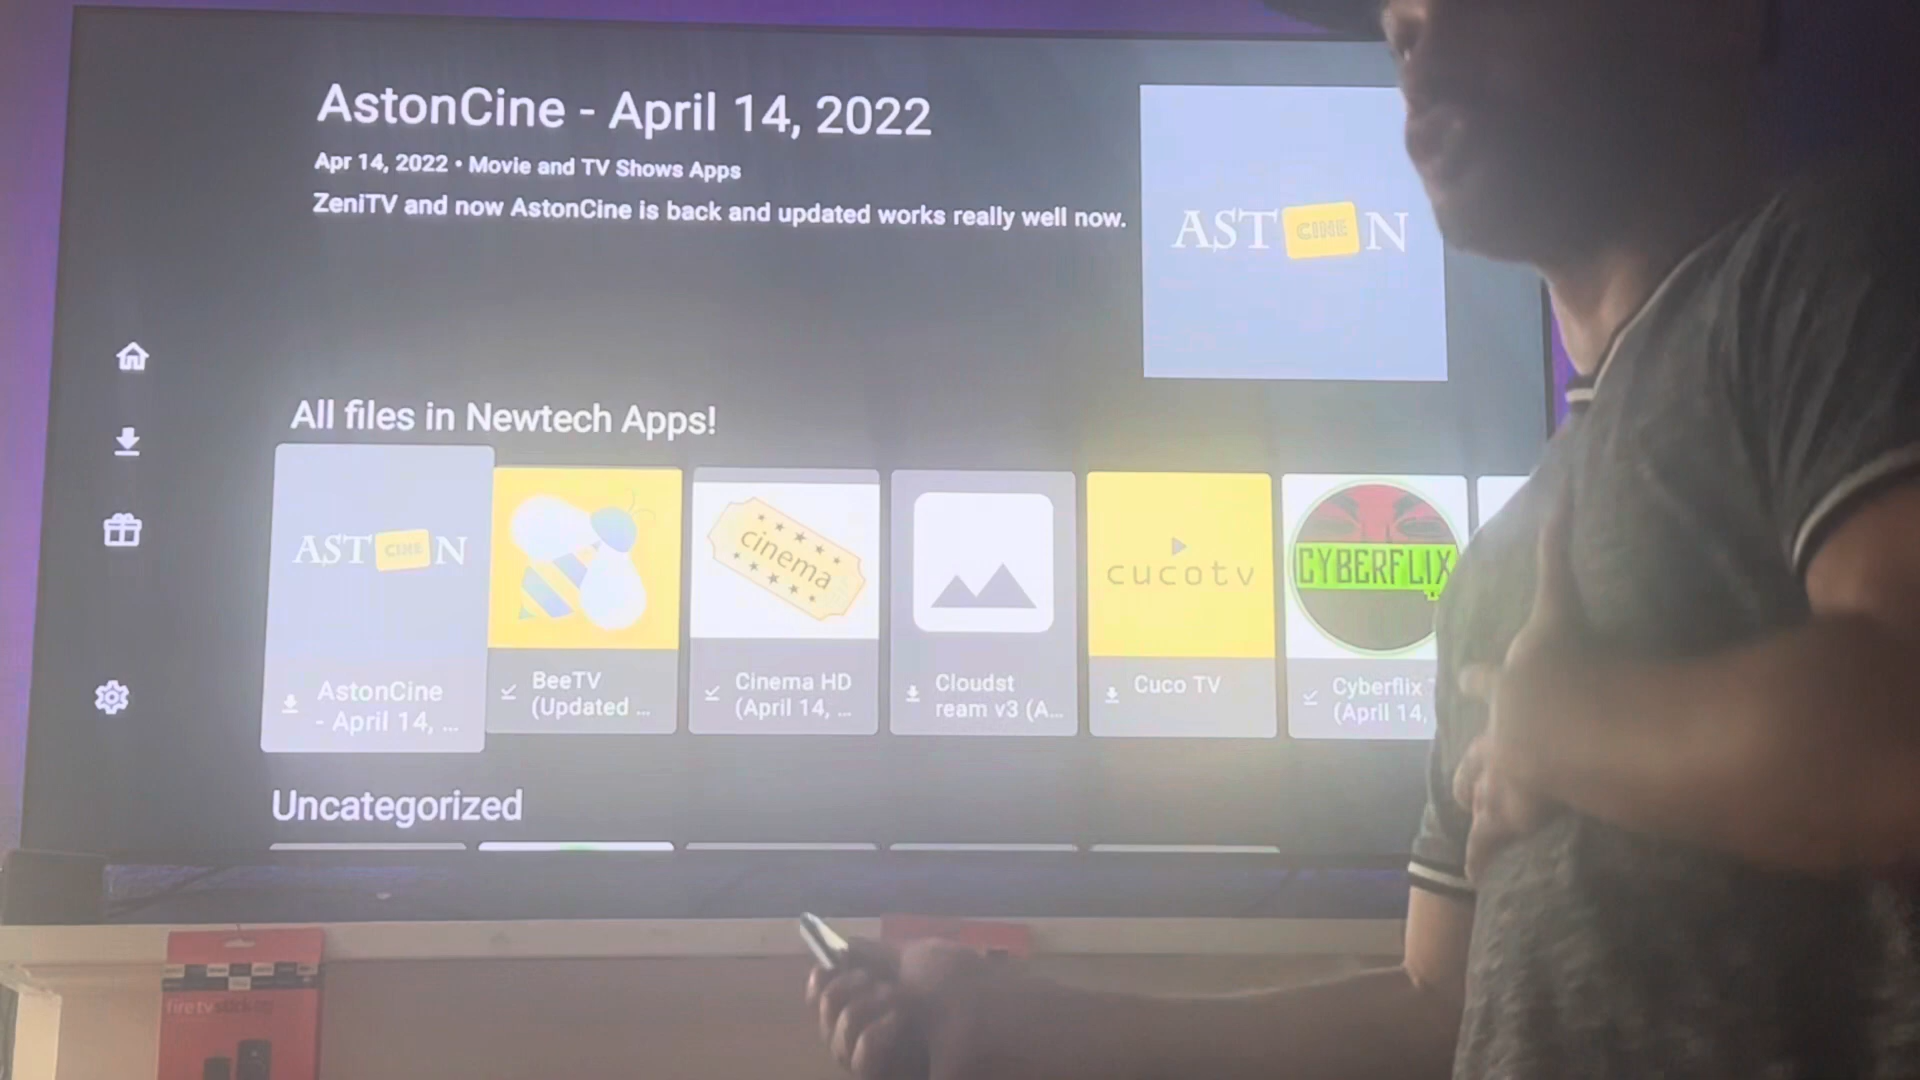 AstonCine - April 14, 2022
Apr 14, 2022 • Movie and TV Shows Apps
ZeniTV and now AstonCine is back and updated works really well now.
AST CINE N
All files in Newtech Apps!
AST CINE N
cinema
cucotv
CYBERFLIX
AstonCine
- April 14, ...
BeeTV
(Updated ...
Cinema HD
(April 14, ...
Cloudst
ream v3 (A...
Cuco TV
Cyberflix
(April 14,
Uncategorized
fire tv